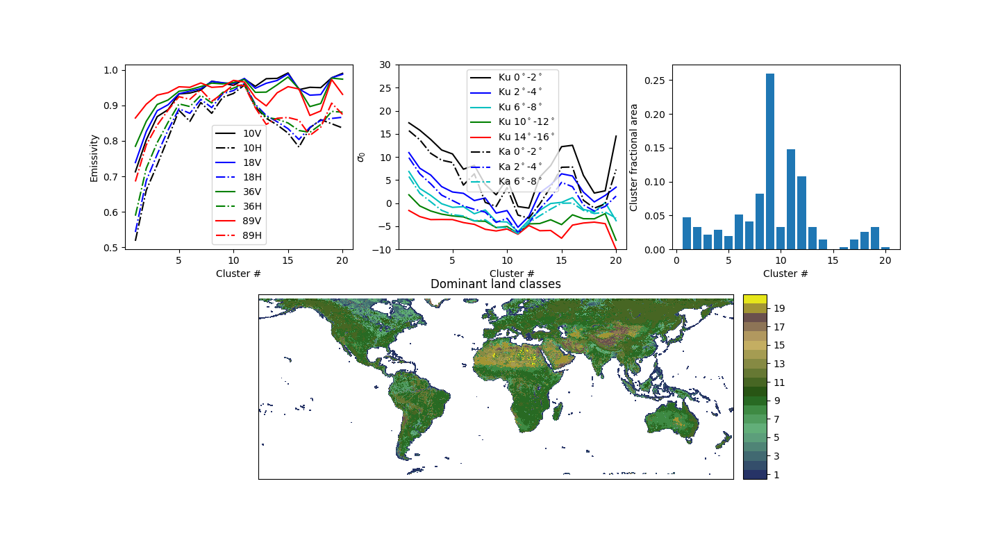 1.0
0.9
0.8
0.7
0.6
0.5
Emissivity
10V
10H
18V
18H
36V
36H
89V
89H
5
10
15
20
Cluster #
30
25
20
15
10
5
0
−5
−10
σ₀
Ku 0°-2°
Ku 2°-4°
Ku 6°-8°
Ku 10°-12°
Ku 14°-16°
Ka 0°-2°
Ka 2°-4°
Ka 6°-8°
5
10
15
20
Cluster #
0.25
0.20
0.15
0.10
0.05
0.00
Cluster fractional area
0
5
10
15
20
Cluster #
Dominant land classes
19
17
15
13
11
9
7
5
3
1